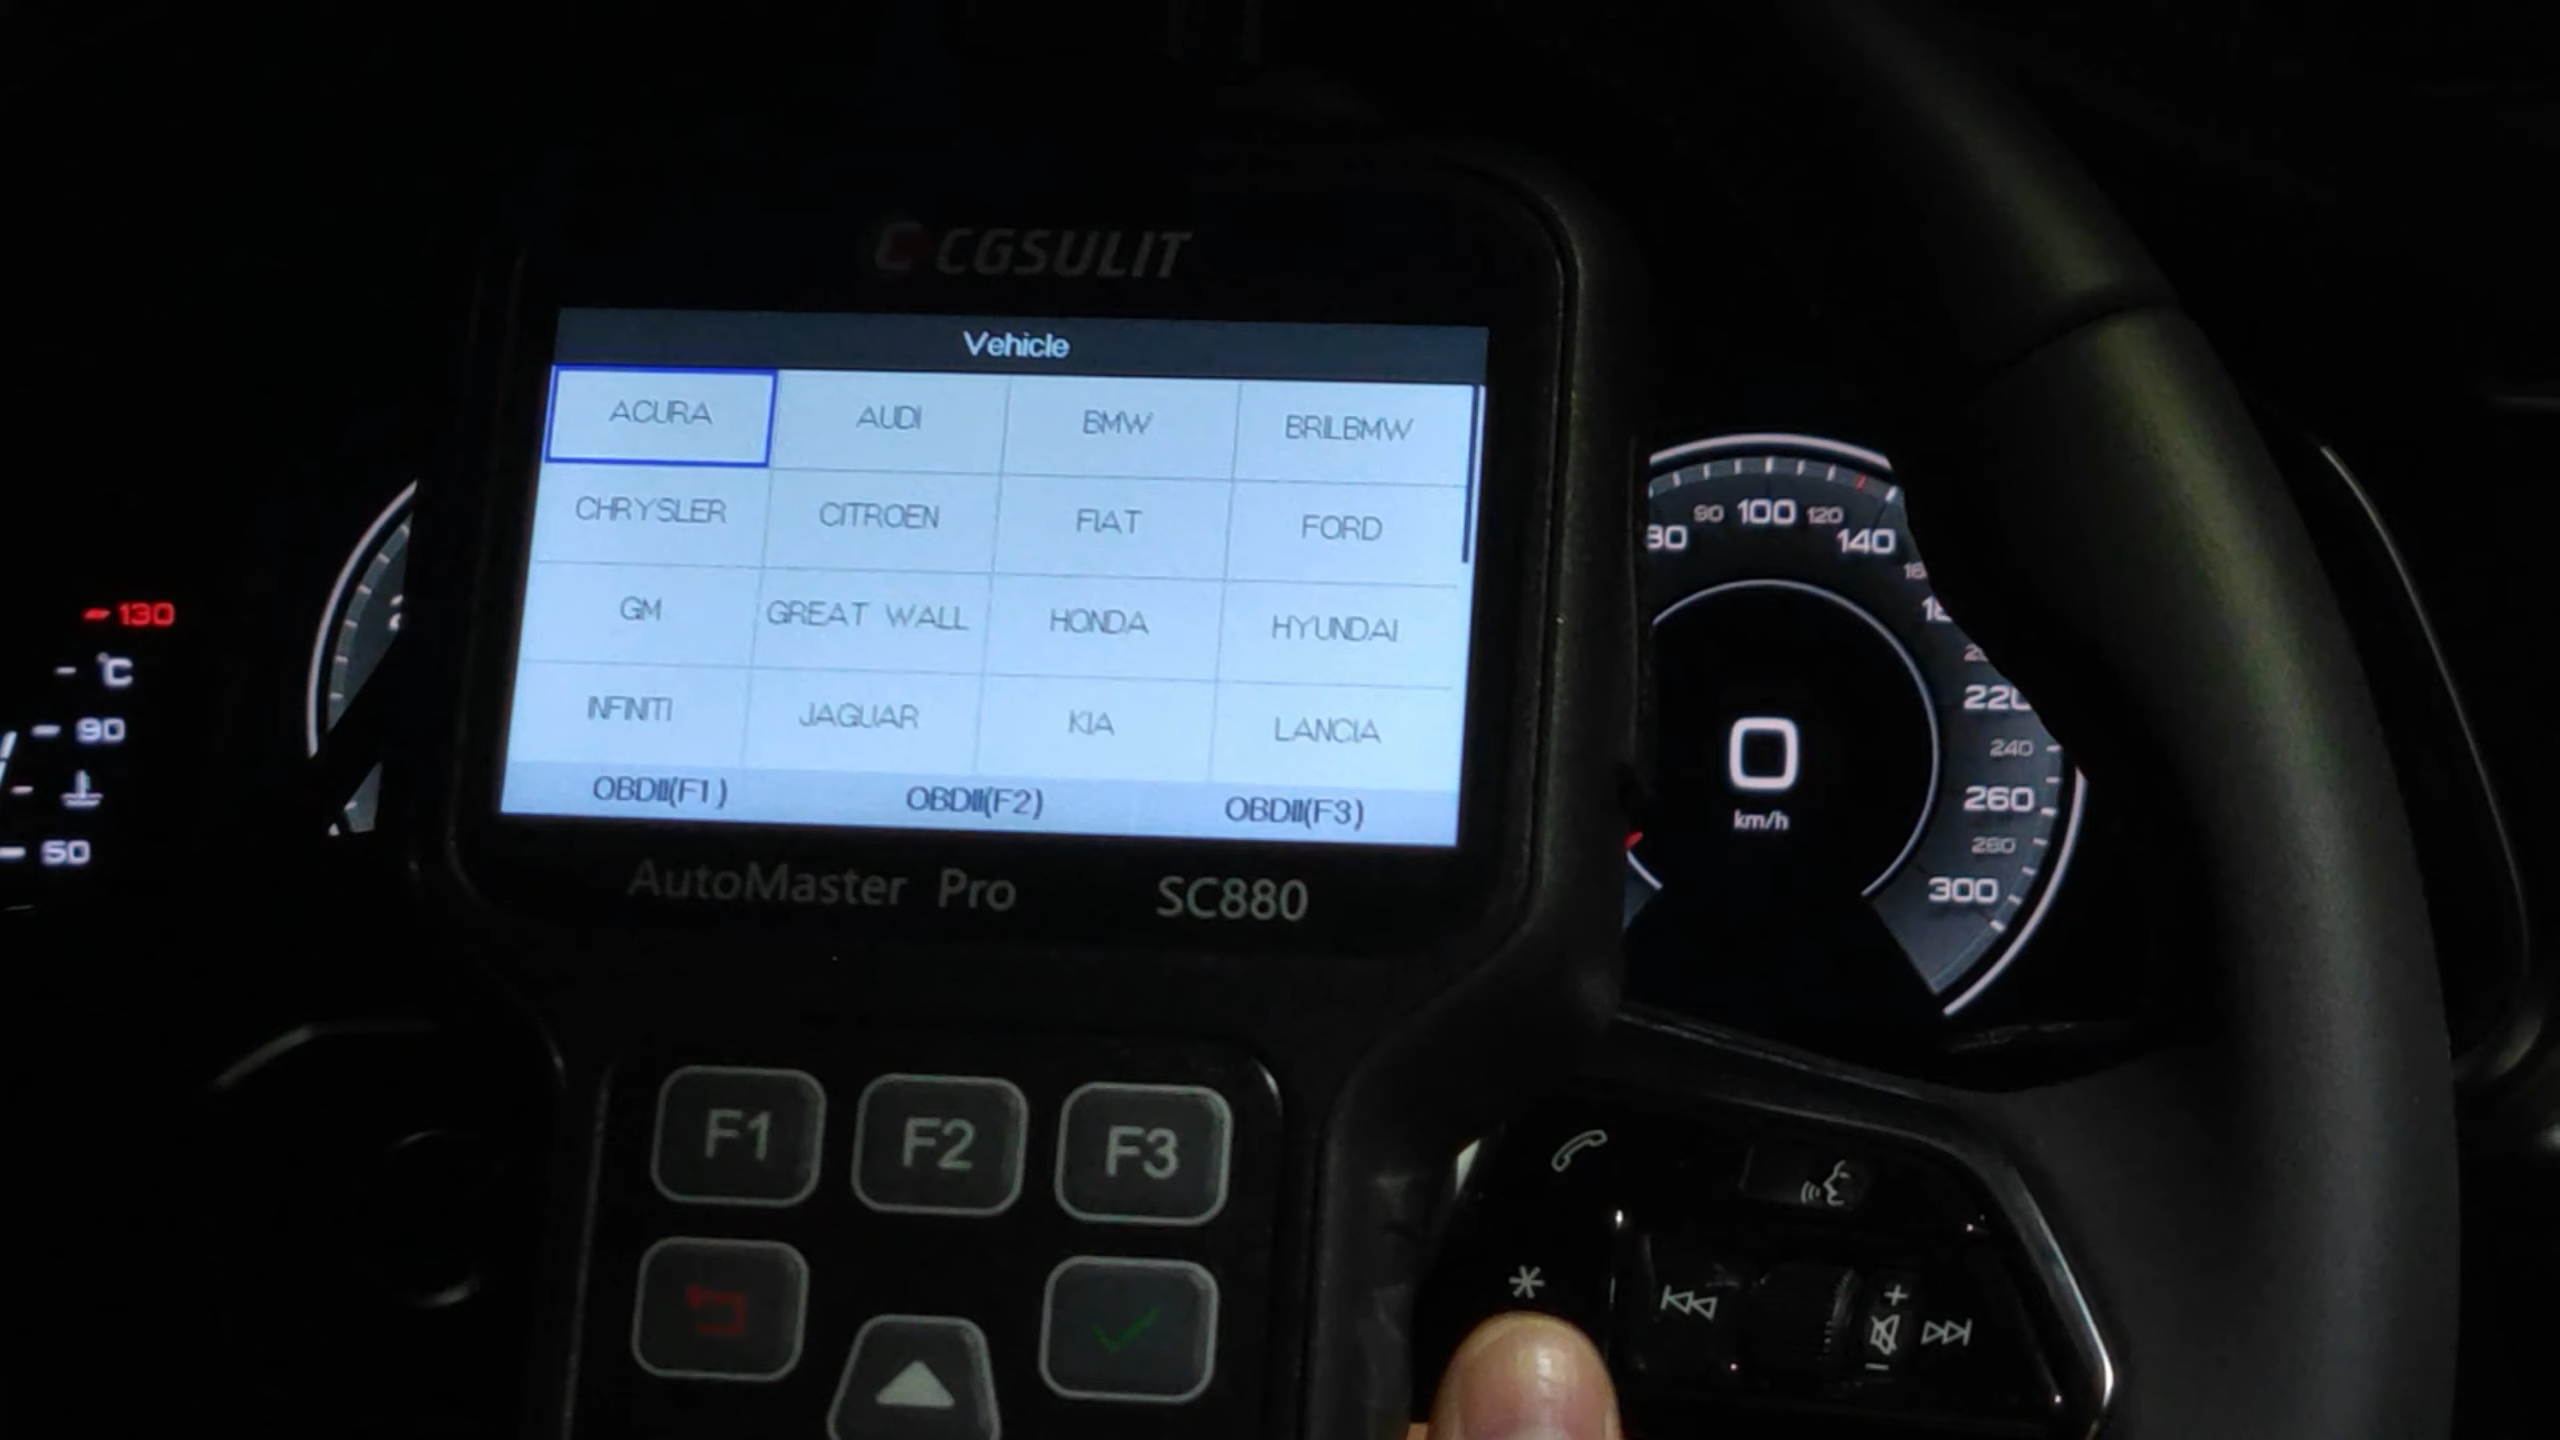 CGSULIT
Vehicle
ACURA AUDI BMW BRILBMW
CHRYSLER CITROEN FIAT FORD
GM GREAT WALL HONDA HYUNDAI
INFINITI JAGUAR KIA LANCIA
OBDII(F1) OBDII(F2) OBDII(F3)
AutoMaster Pro SC880
F1 F2 F3
130
°C
90
50
90 100 120
140
220
240
260
280
300
0
km/h